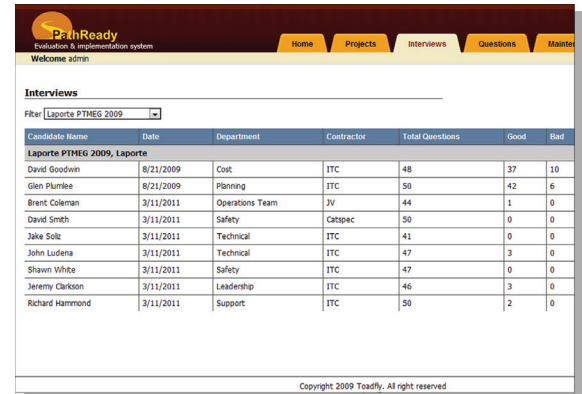 PathReady
Evaluation & implementation system
Home Projects Interviews Questions
Welcome admin
Interviews
Filter Laporte PTMEG 2009
Candidate Name Date Department Contractor Total Questions Good Bad
Laporte PTMEG 2009, Laporte
David Goodwin 8/21/2009 Cost ITC 48 37 10
Glen Plumlee 8/21/2009 Planning ITC 50 42 6
Brent Coleman 3/11/2011 Operations Team JV 44 1 0
David Smith 3/11/2011 Safety Catspec 50 0 0
Jake Soliz 3/11/2011 Technical ITC 41 0 0
John Ludena 3/11/2011 Technical ITC 47 3 0
Shawn White 3/11/2011 Safety ITC 47 0 0
Jeremy Clarkson 3/11/2011 Leadership ITC 46 3 0
Richard Hammond 3/11/2011 Support ITC 50 2 0
Copyright 2009 Toadfly. All right reserved